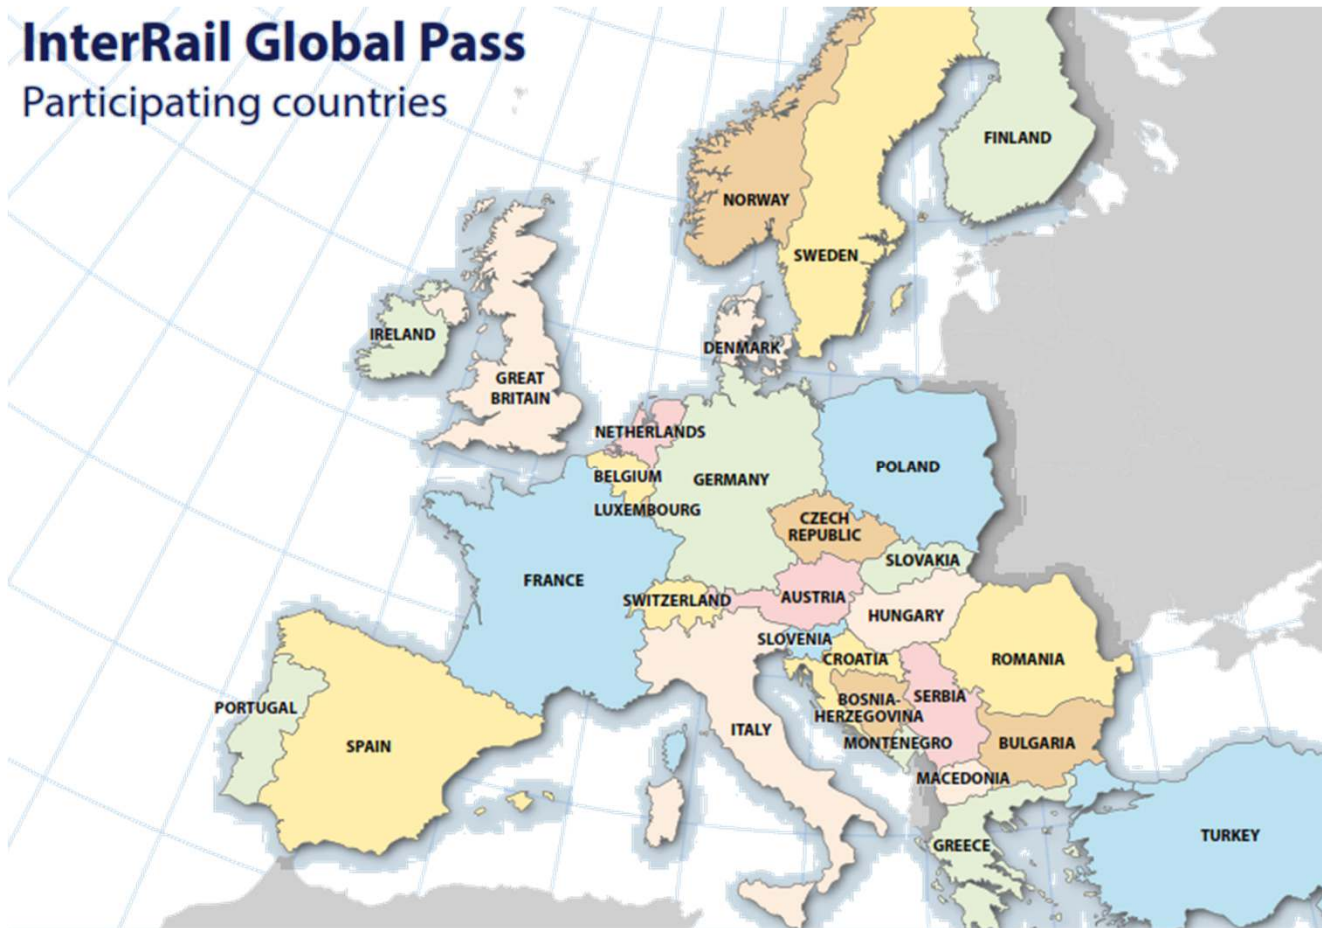 InterRail Global Pass
Participating countries
FINLAND
NORWAY
SWEDEN
IRELAND
DENMARK
GREAT
BRITAIN
NETHERLANDS
BELGIUM
GERMANY
POLAND
LUXEMBOURG
CZECH
REPUBLIC
SLOVAKIA
FRANCE
SWITZERLAND
AUSTRIA
HUNGARY
SLOVENIA
CROATIA
ROMANIA
PORTUGAL
SPAIN
ITALY
BOSNIA-
HERZEGOVINA
SERBIA
MONTENEGRO
BULGARIA
MACEDONIA
GREECE
TURKEY